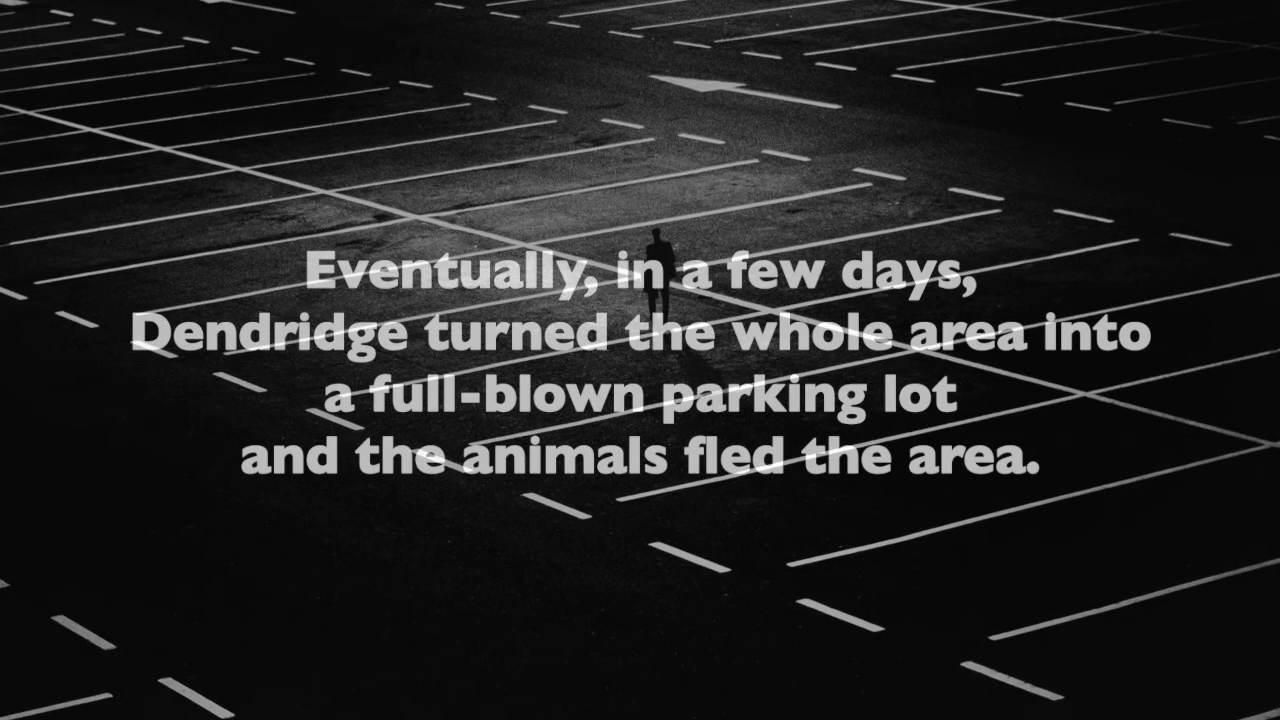 Eventually, in a few days,
Dendridge turned the whole area into
a full-blown parking lot
and the animals fled the area.